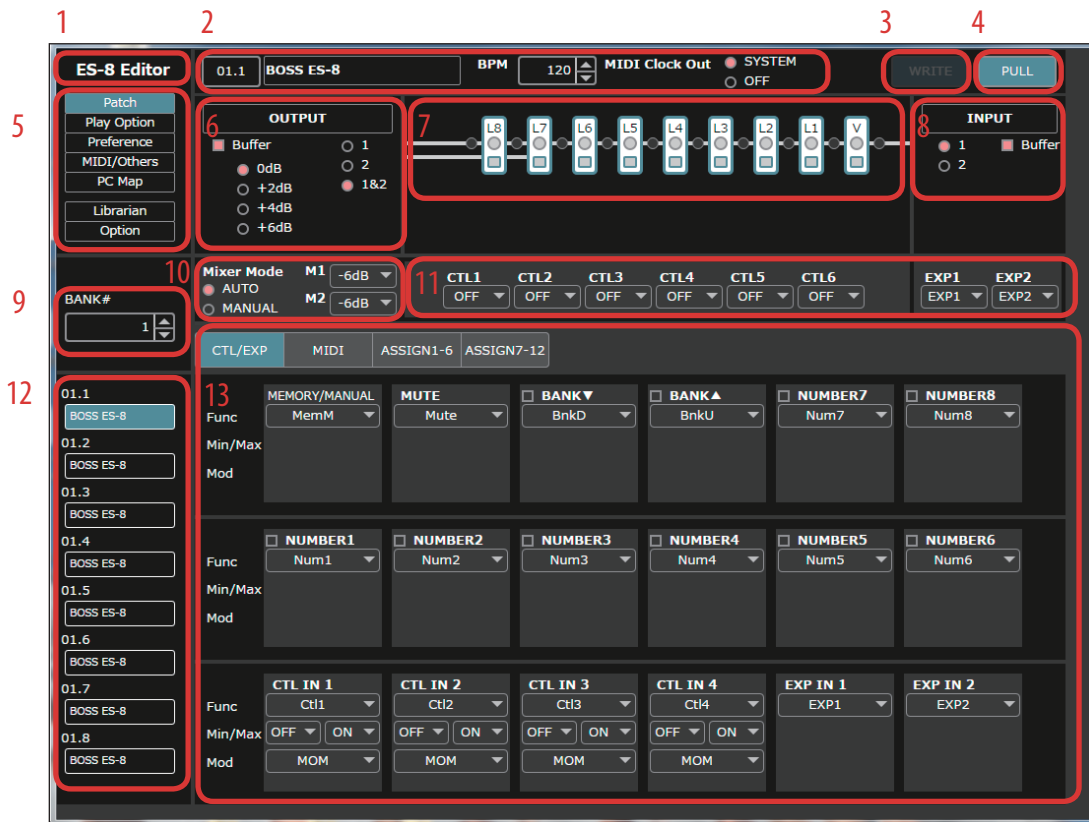 1 2 3 4
ES-8 Editor
01.1 BOSS ES-8 BPM 120 MIDI Clock Out SYSTEM
OFF
WRITE PULL
5
Patch
Play Option
Preference
MIDI/Others
PC Map
Librarian
Option
6 OUTPUT
Buffer 1
0dB 2
+2dB 1&2
+4dB
+6dB
7 L8 L7 L6 L5 L4 L3 L2 L1 V
8 INPUT
1 Buffer
2
9
BANK#
1
10
Mixer Mode M1 -6dB
AUTO
MANUAL M2 -6dB
11 CTL1 CTL2 CTL3 CTL4 CTL5 CTL6 EXP1 EXP2
OFF OFF OFF OFF OFF OFF EXP1 EXP2
12
01.1
BOSS ES-8
01.2
BOSS ES-8
01.3
BOSS ES-8
01.4
BOSS ES-8
01.5
BOSS ES-8
01.6
BOSS ES-8
01.7
BOSS ES-8
01.8
BOSS ES-8
CTL/EXP MIDI ASSIGN1-6 ASSIGN7-12
13 MEMORY/MANUAL MUTE BANK▼ BANK▲ NUMBER7 NUMBER8
Func MemM Mute BnkD BnkU Num7 Num8
Min/Max
Mod
NUMBER1 NUMBER2 NUMBER3 NUMBER4 NUMBER5 NUMBER6
Func Num1 Num2 Num3 Num4 Num5 Num6
Min/Max
Mod
CTL IN 1 CTL IN 2 CTL IN 3 CTL IN 4 EXP IN 1 EXP IN 2
Func Ctl1 Ctl2 Ctl3 Ctl4 EXP1 EXP2
Min/Max OFF ON OFF ON OFF ON OFF ON
Mod MOM MOM MOM MOM